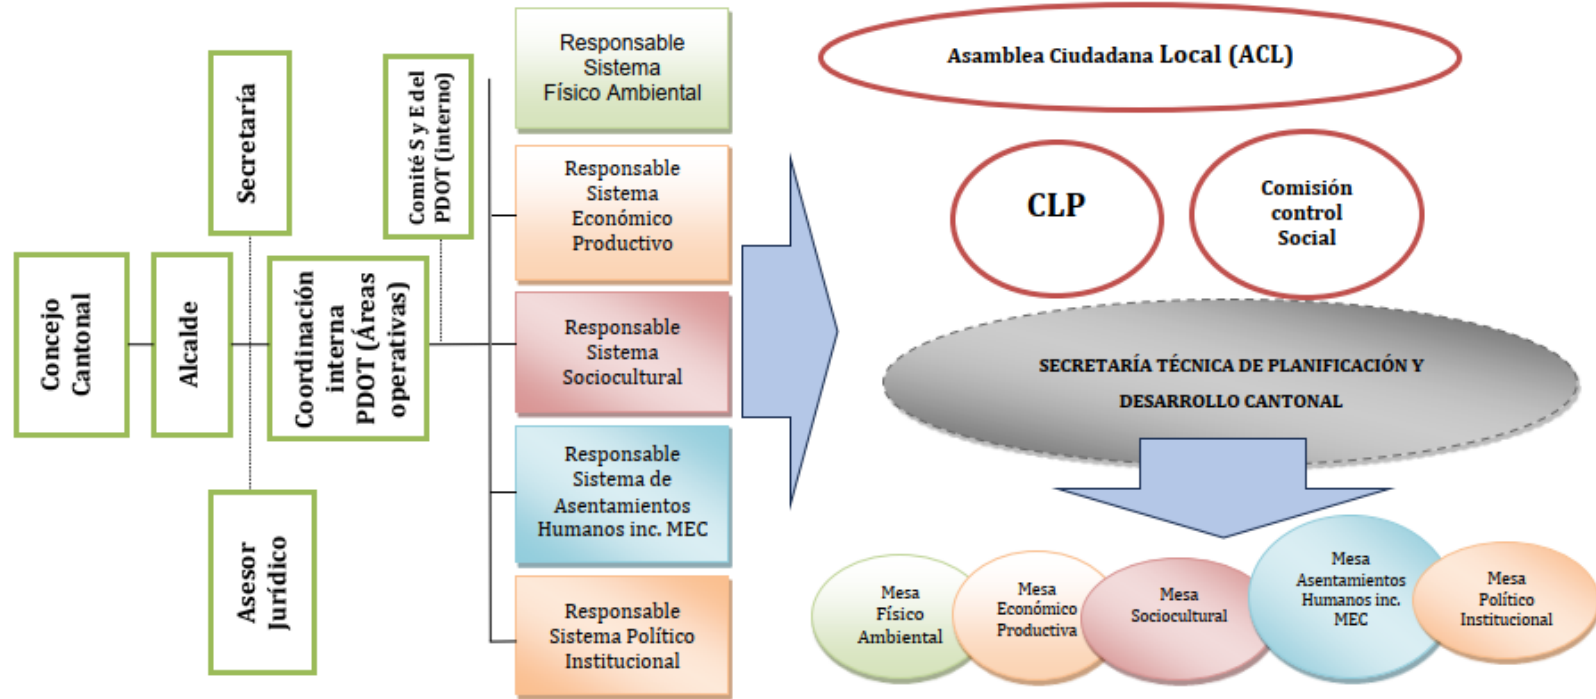 Concejo
Cantonal
Alcalde
Secretaría
Asesor
Jurídico
Coordinación
interna
PDOT (Áreas
operativas)
Comité S y E del
PDOT (interno)
Responsable
Sistema
Físico Ambiental
Responsable
Sistema
Económico
Productivo
Responsable
Sistema
Sociocultural
Responsable
Sistema de
Asentamientos
Humanos inc. MEC
Responsable
Sistema Político
Institucional
Asamblea Ciudadana Local (ACL)
CLP
Comisión
control
Social
SECRETARÍA TÉCNICA DE PLANIFICACIÓN Y
DESARROLLO CANTONAL
Mesa
Físico
Ambiental
Mesa
Económico
Productiva
Mesa
Sociocultural
Mesa
Asentamientos
Humanos inc.
MEC
Mesa
Político
Institucional